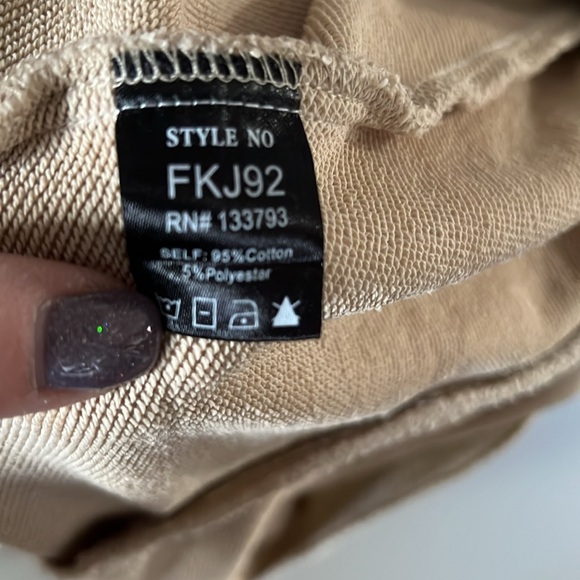 STYLE NO
FKJ92
RN# 133793
SELF: 95%Cotton
5%Polyester